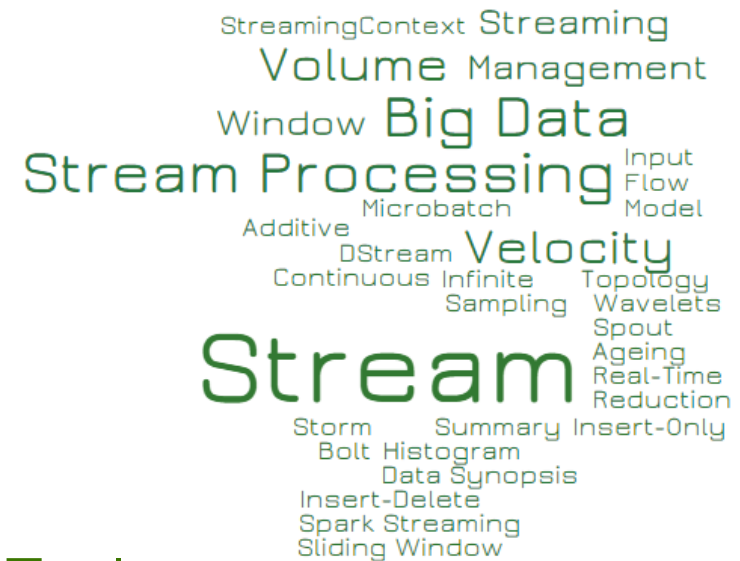 StreamingContext Streaming
Volume Management
Window Big Data
Stream Processing
Input
Flow
Model
Microbatch
Additive
DStream Velocity
Continuous Infinite Topology
Sampling Wavelets
Spout
Ageing
Real-Time
Reduction
Stream
Storm Summary Insert-Only
Bolt Histogram
Data Synopsis
Insert-Delete
Spark Streaming
Sliding Window